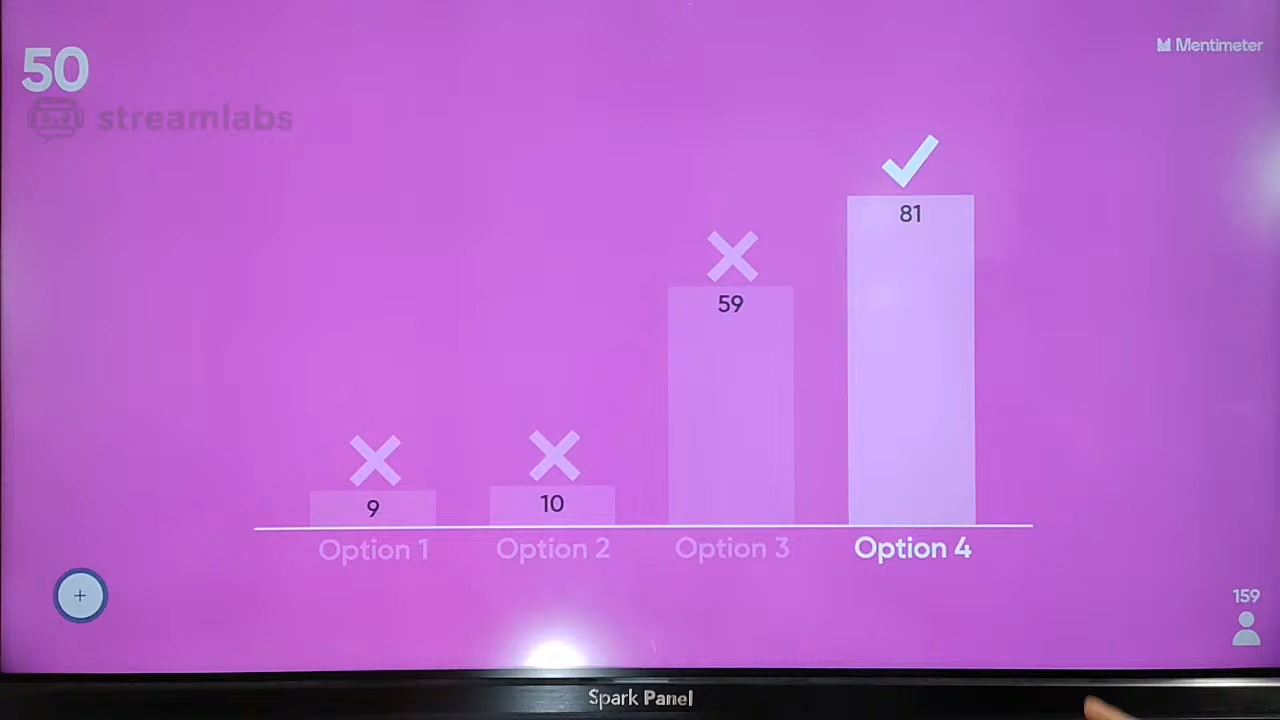 50
Mentimeter
streamlabs
81
59
9
10
Option 1
Option 2
Option 3
Option 4
159
Spark Panel